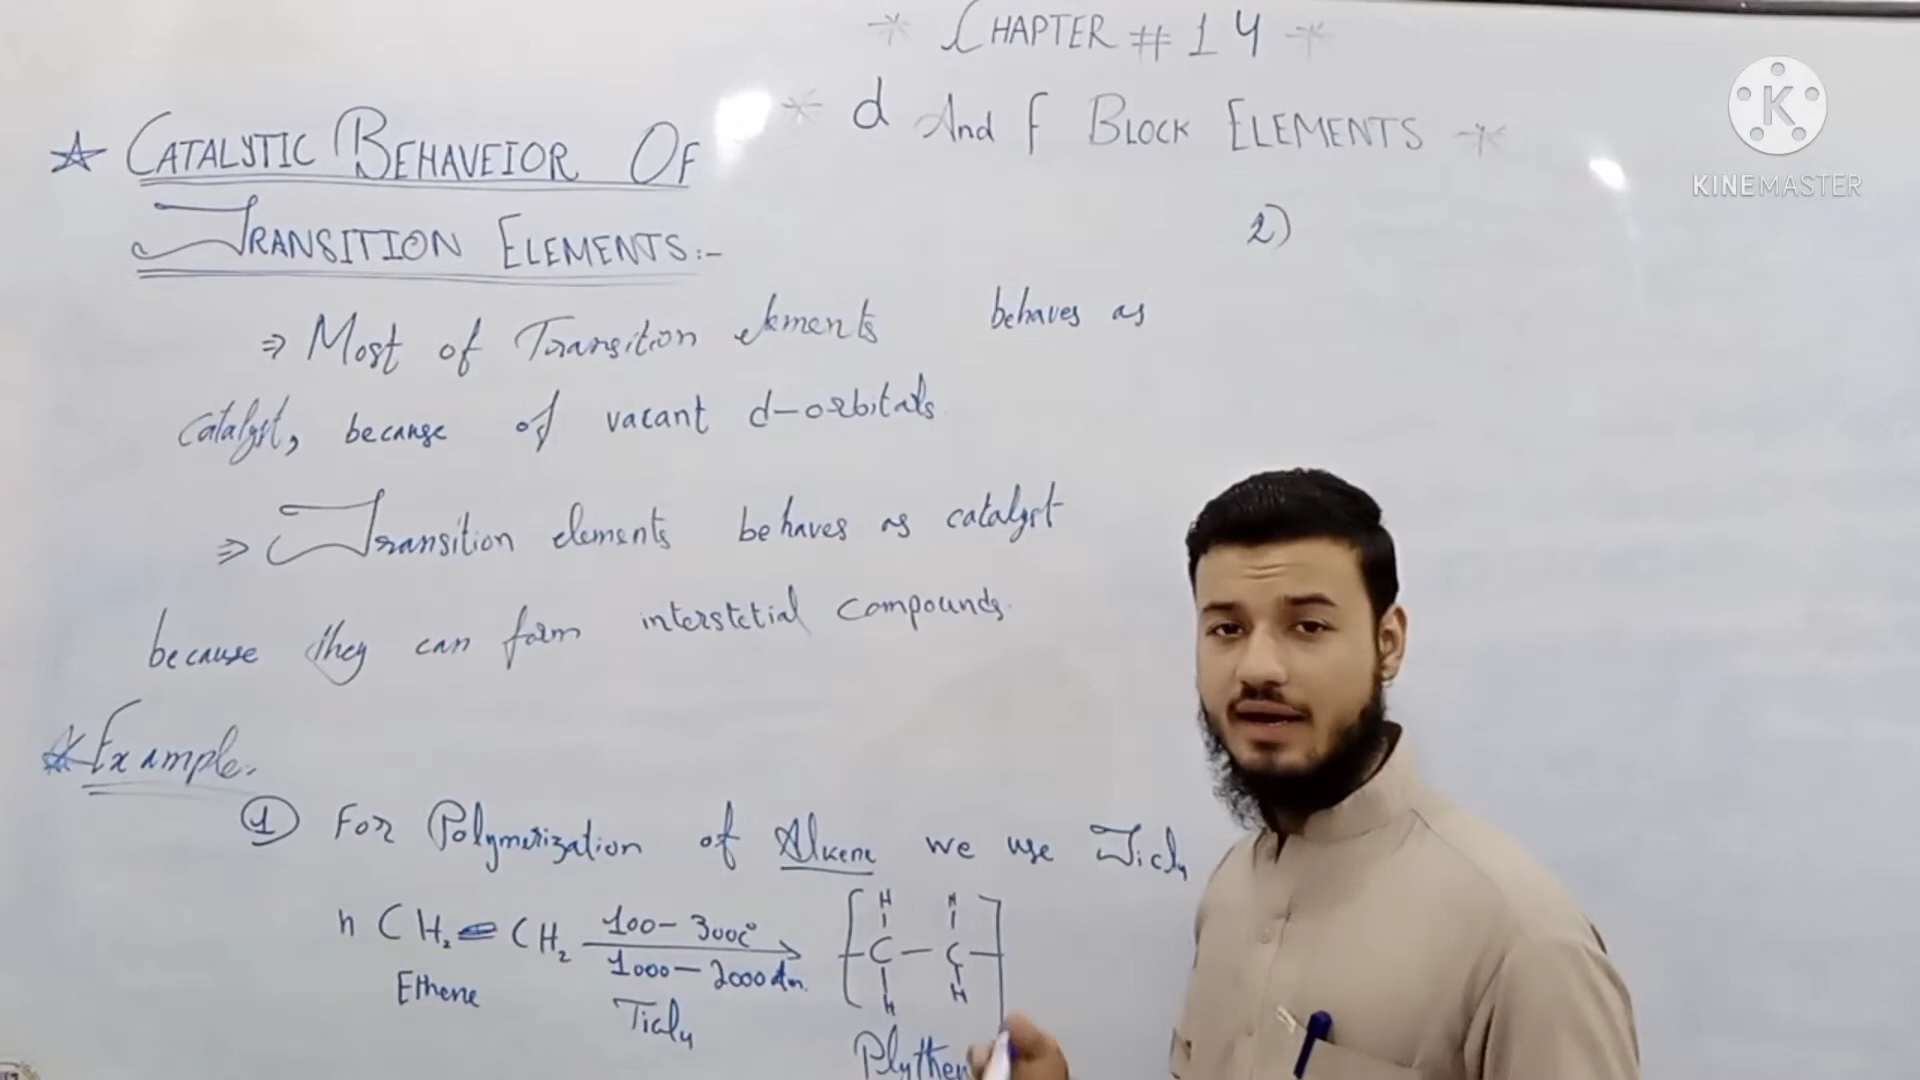 * CHAPTER # 14 *
* d And f BLOCK ELEMENTS *
KINEMASTER
CATALYTIC BEHAVEIOR OF
TRANSITION ELEMENTS:-
⇒ Most of Transition elements behaves as
catalyst, because of vacant d-orbitals
⇒ Transition elements behaves as catalyst
because they can form interstetial compounds.
Example.
① For Polymerization of Alkene we use Ticl4
n CH2=CH2 100-300c°
1000-2000atm
Ethene
Ticl4
H H
C-C
H H
Plythen
2)